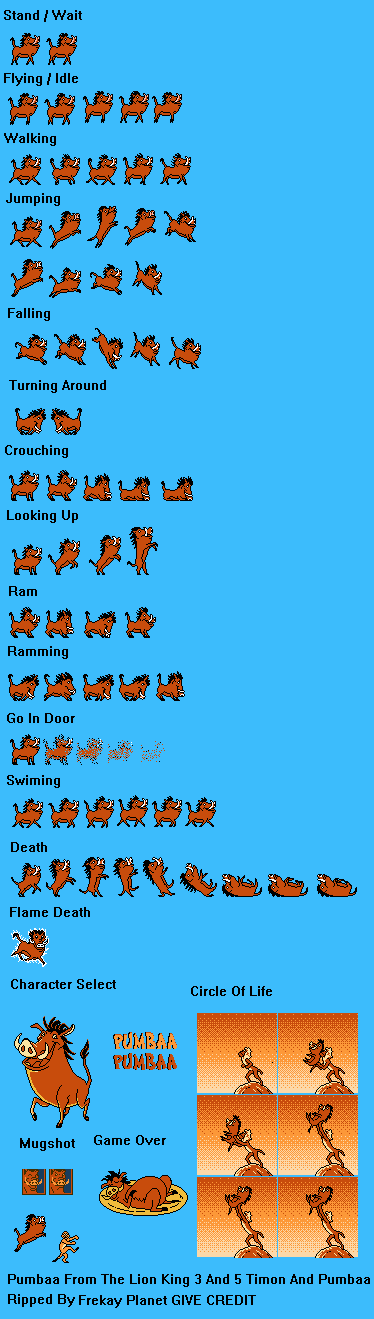 Stand / Wait
Flying / Idle
Walking
Jumping
Falling
Turning Around
Crouching
Looking Up
Ram
Ramming
Go In Door
Swiming
Death
Flame Death
Character Select
Circle Of Life
PUMBAA
PUMBAA
Mugshot
Game Over
Pumbaa From The Lion King 3 And 5 Timon And Pumbaa
Ripped By Frekay Planet GIVE CREDIT